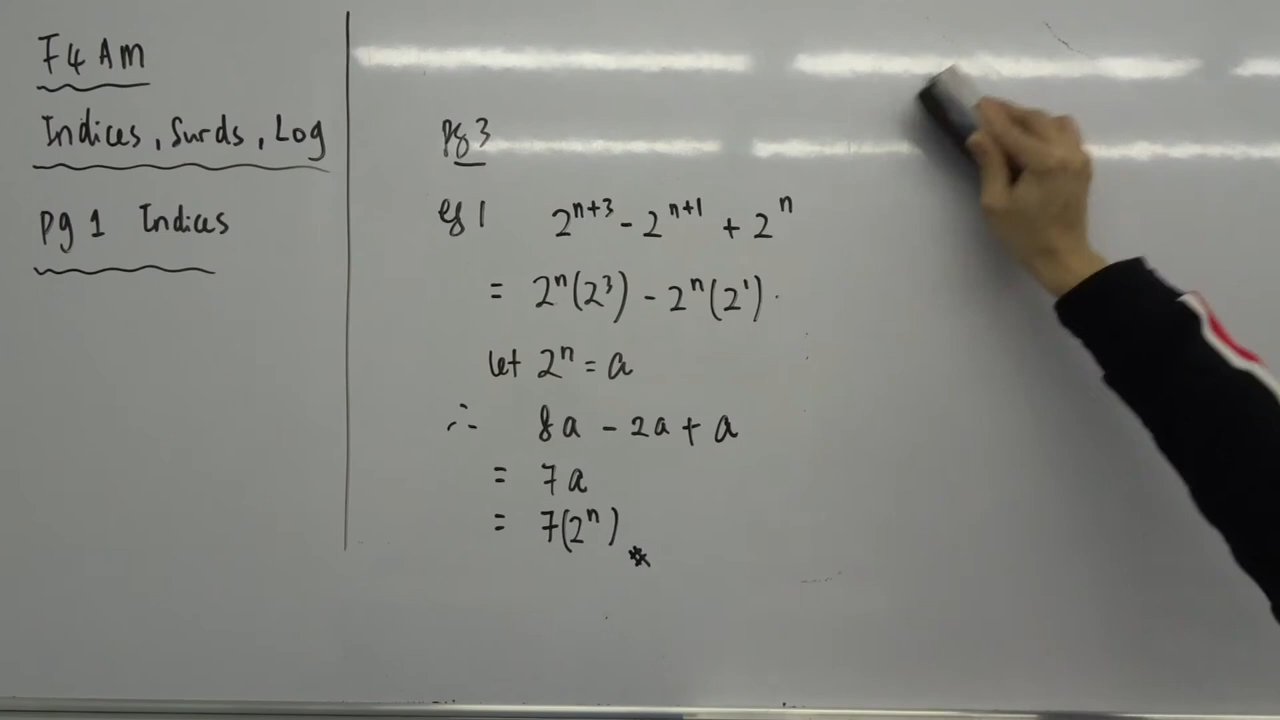 F4 Am
Indices, Surds, Log
pg 1 Indices
Pg 3
eg 1 2^{n+3} - 2^{n+1} + 2^n
= 2^n(2^3) - 2^n(2^1).
let 2^n = a
∴ 8a - 2a + a
= 7a
= 7(2^n)